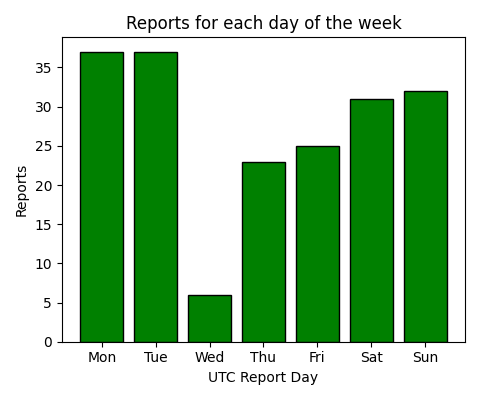 Reports for each day of the week
Reports
35
30
25
20
15
10
5
0
Mon Tue Wed Thu Fri Sat Sun
UTC Report Day